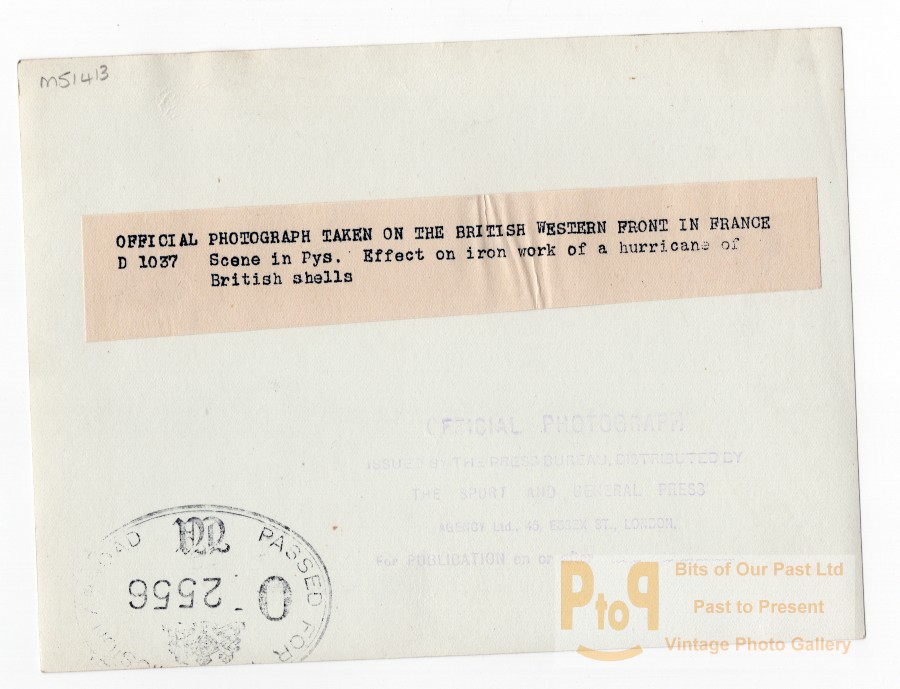 M51413
OFFICIAL PHOTOGRAPH TAKEN ON THE BRITISH WESTERN FRONT IN FRANCE
D 1037 Scene in Pys. Effect on iron work of a hurricane of
British shells
OFFICIAL PHOTOGRAPH
ISSUED BY THE PRESS BUREAU, DISTRIBUTED BY
THE SPORT AND GENERAL PRESS
AGENCY Ltd., 45, ESSEX ST., LONDON.
For PUBLICATION on or
PASSED FOR
O 2556
PtoP
Bits of Our Past Ltd
Past to Present
Vintage Photo Gallery